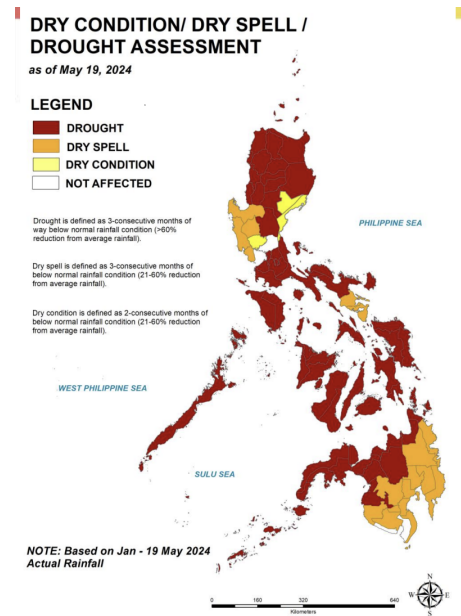 DRY CONDITION/ DRY SPELL /
DROUGHT ASSESSMENT
as of May 19, 2024
LEGEND
DROUGHT
DRY SPELL
DRY CONDITION
NOT AFFECTED
Drought is defined as 3-consecutive months of
way below normal rainfall condition (>60%
reduction from average rainfall).
Dry spell is defined as 3-consecutive months of
below normal rainfall condition (21-60% reduction
from average rainfall).
Dry condition is defined as 2-consecutive months of
below normal rainfall condition (21-60% reduction
from average rainfall).
PHILIPPINE SEA
WEST PHILIPPINE SEA
SULU SEA
NOTE: Based on Jan - 19 May 2024
Actual Rainfall
N
W E
S
0 160 320 640
Kilometers